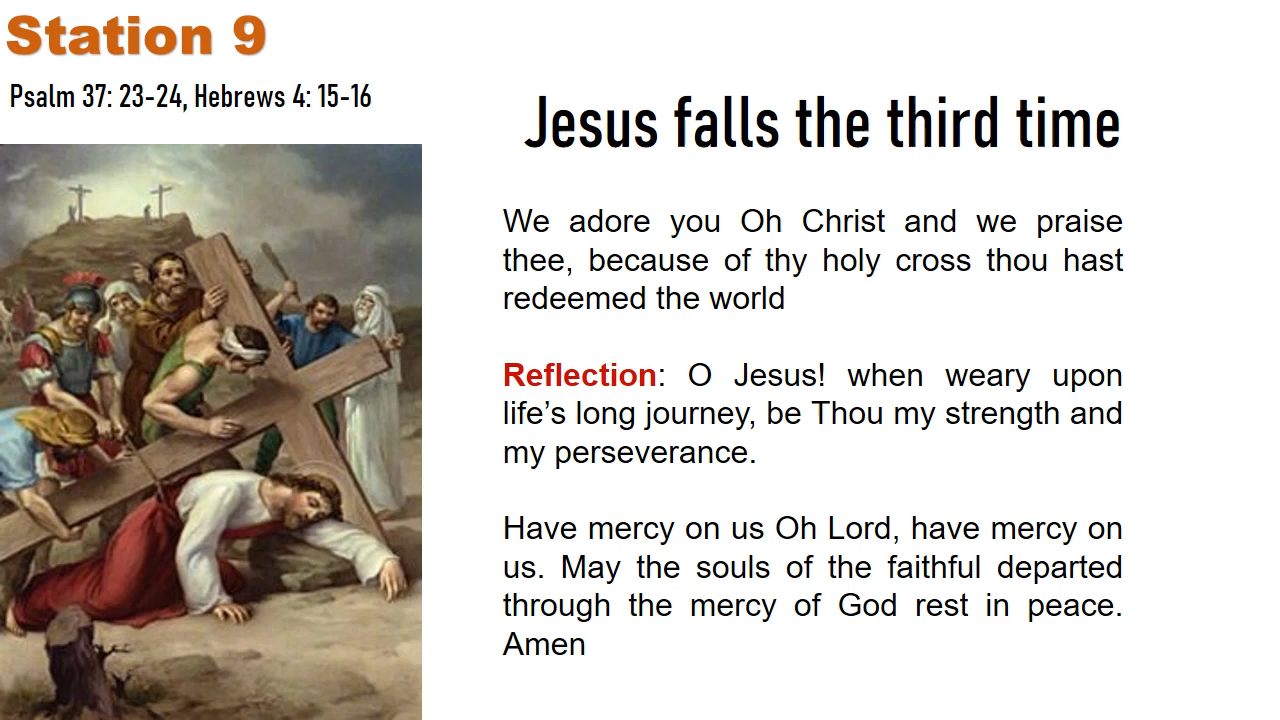 Station 9
Psalm 37: 23-24, Hebrews 4: 15-16
Jesus falls the third time
We adore you Oh Christ and we praise
thee, because of thy holy cross thou hast
redeemed the world
Reflection: O Jesus! when weary upon
life’s long journey, be Thou my strength and
my perseverance.
Have mercy on us Oh Lord, have mercy on
us. May the souls of the faithful departed
through the mercy of God rest in peace.
Amen